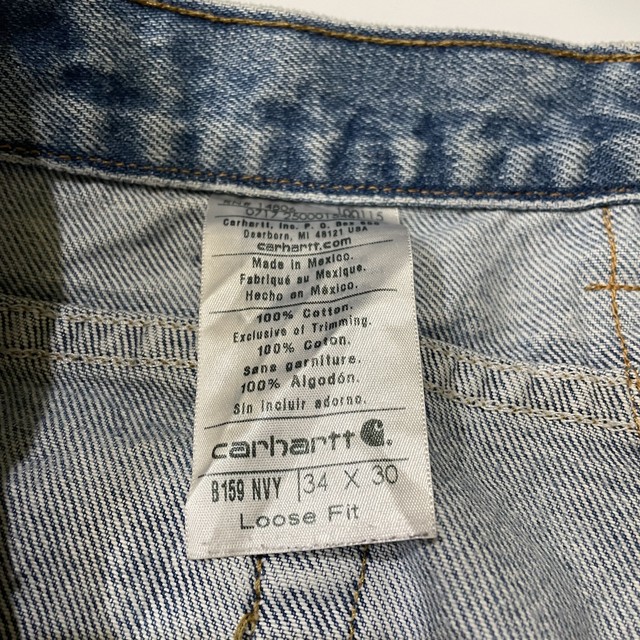 Carhartt, Inc. P. O.
Dearborn, MI 48121 USA
carhartt.com
Made in Mexico.
Fabriqué au Mexique.
Hecho en México.
100% Cotton.
Exclusive of Trimming.
100% Coton.
sans garniture.
100% Algodón.
Sin incluir adorno.
carhartt
B159 NVY 34 X 30
Loose Fit